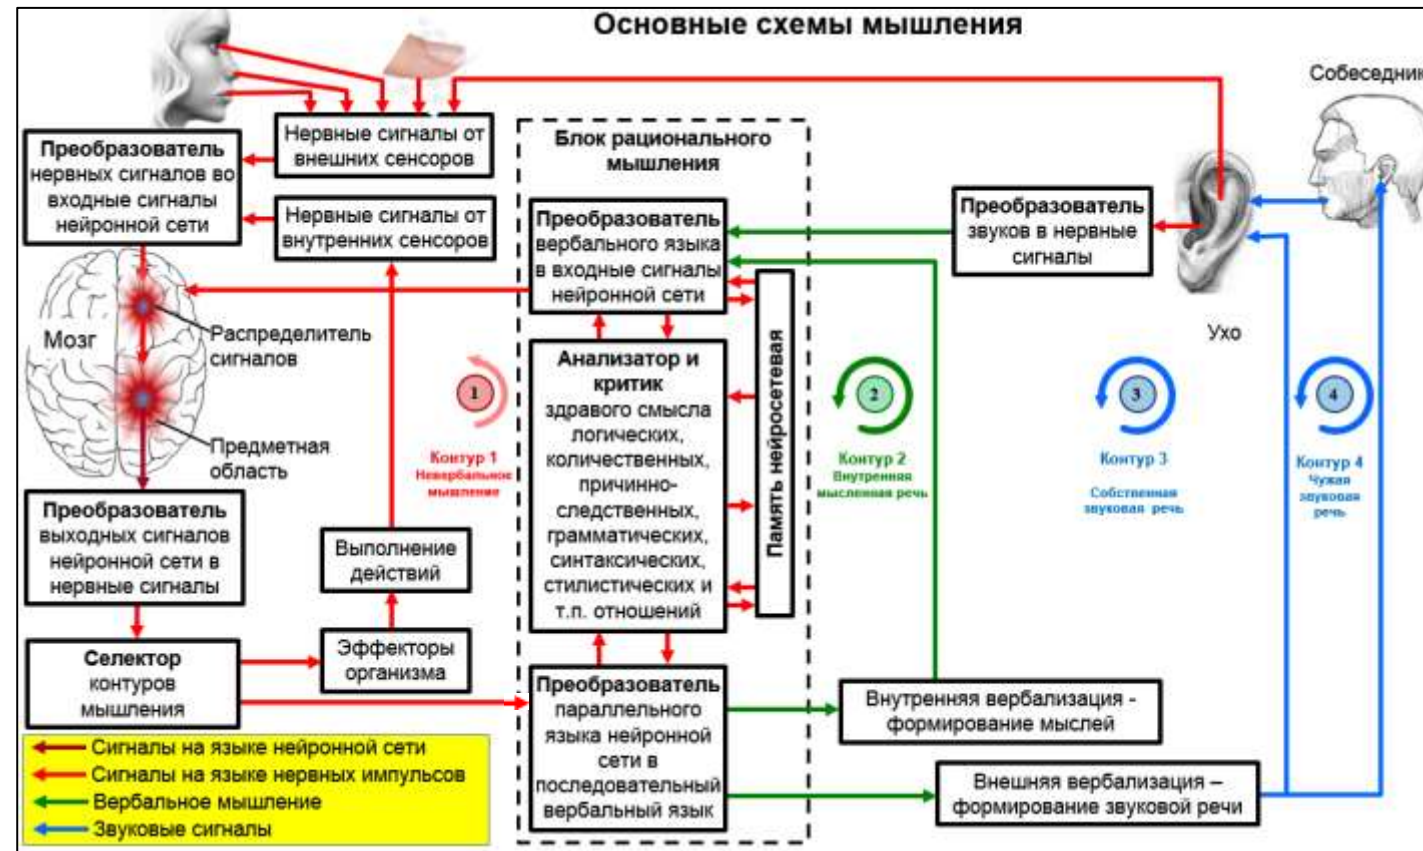 Основные схемы мышления
Собеседник
Нервные сигналы от
внешних сенсоров
Преобразователь
нервных сигналов во
входные сигналы
нейронной сети
Нервные сигналы от
внутренних сенсоров
Блок рационального
мышления
Преобразователь
вербального языка
в входные сигналы
нейронной сети
Преобразователь
звуков в нервные
сигналы
Ухо
Мозг
Распределитель
сигналов
Предметная
область
1
Контур 1
Невербальное
мышление
Анализатор и
критик
здравого смысла
логических,
количественных,
причинно-
следственных,
грамматических,
синтаксических,
стилистических и
т.п. отношений
Память нейросетевая
2
Контур 2
Внутренняя
мысленная речь
3
Контур 3
Собственная
звуковая речь
4
Контур 4
Чужая
звуковая
речь
Преобразователь
выходных сигналов
нейронной сети в
нервные сигналы
Выполнение
действий
Эффекторы
организма
Селектор
контуров
мышления
Преобразователь
параллельного
языка нейронной
сети в
последовательный
вербальный язык
Внутренняя вербализация -
формирование мыслей
Внешняя вербализация –
формирование звуковой речи
Сигналы на языке нейронной сети
Сигналы на языке нервных импульсов
Вербальное мышление
Звуковые сигналы